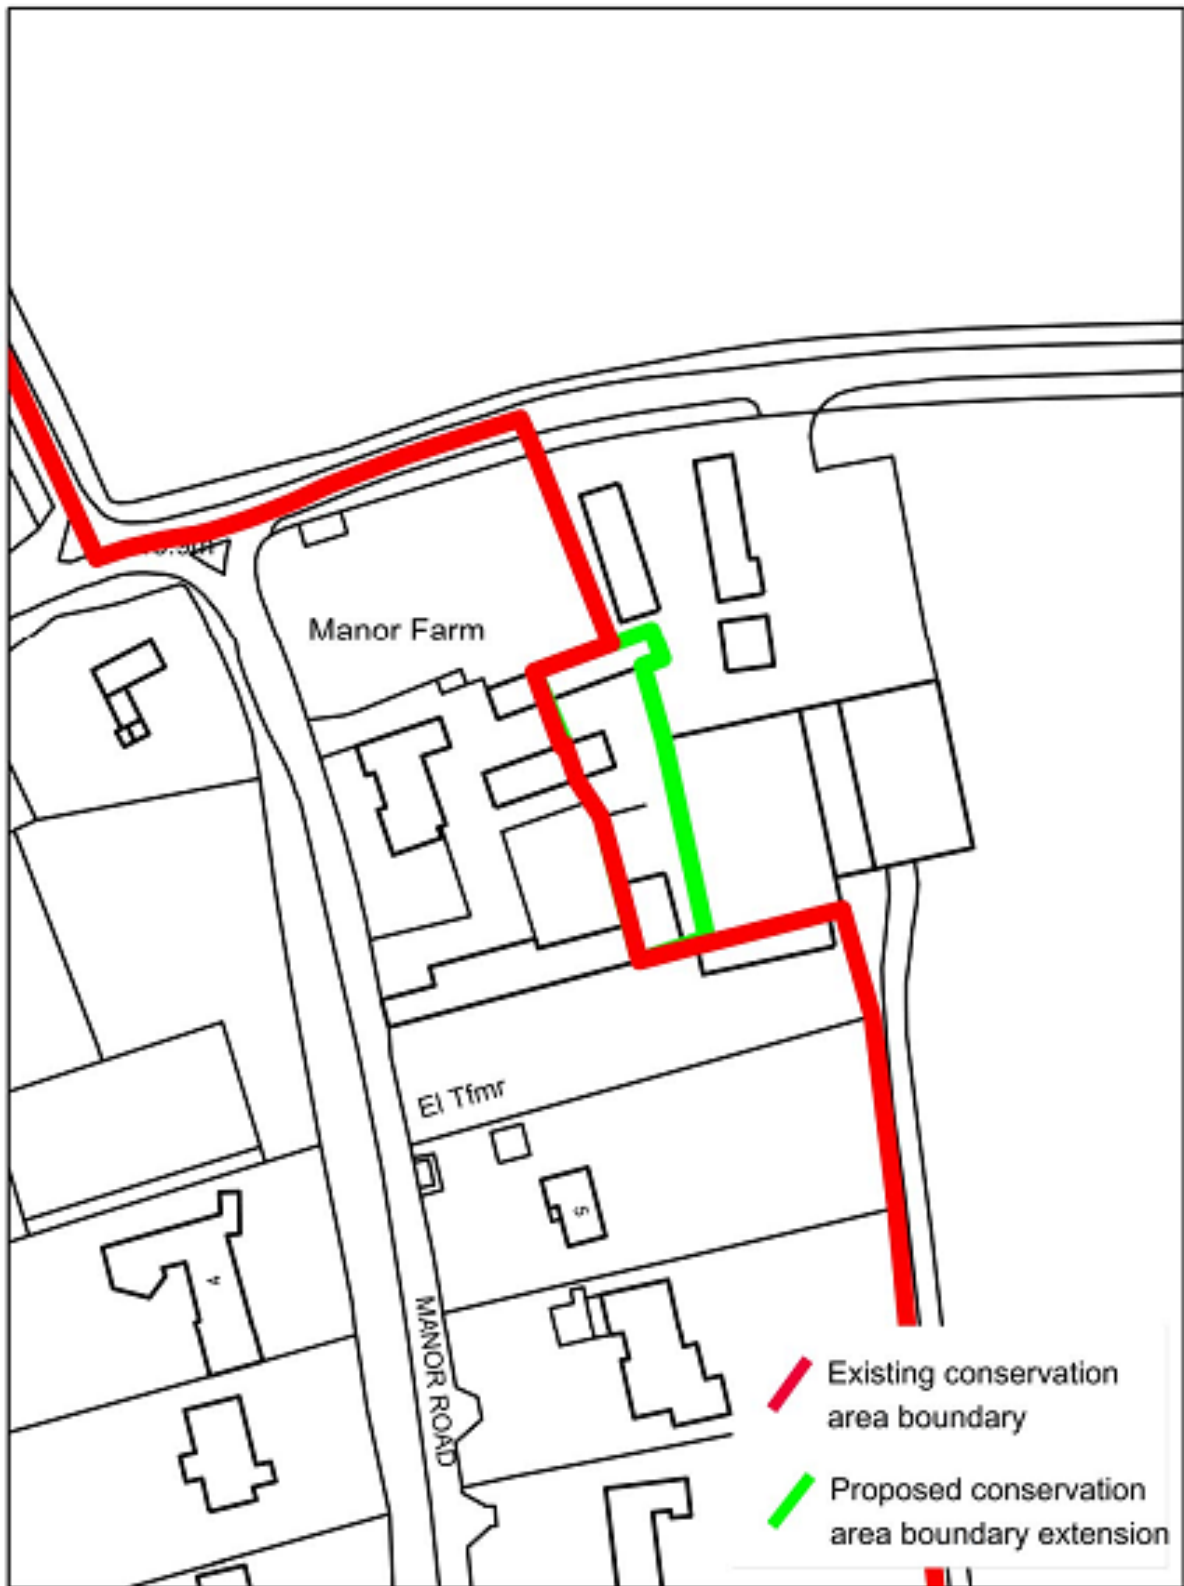 Manor Farm
El Tfmr
5
4
MANOR ROAD
Existing conservation
area boundary
Proposed conservation
area boundary extension